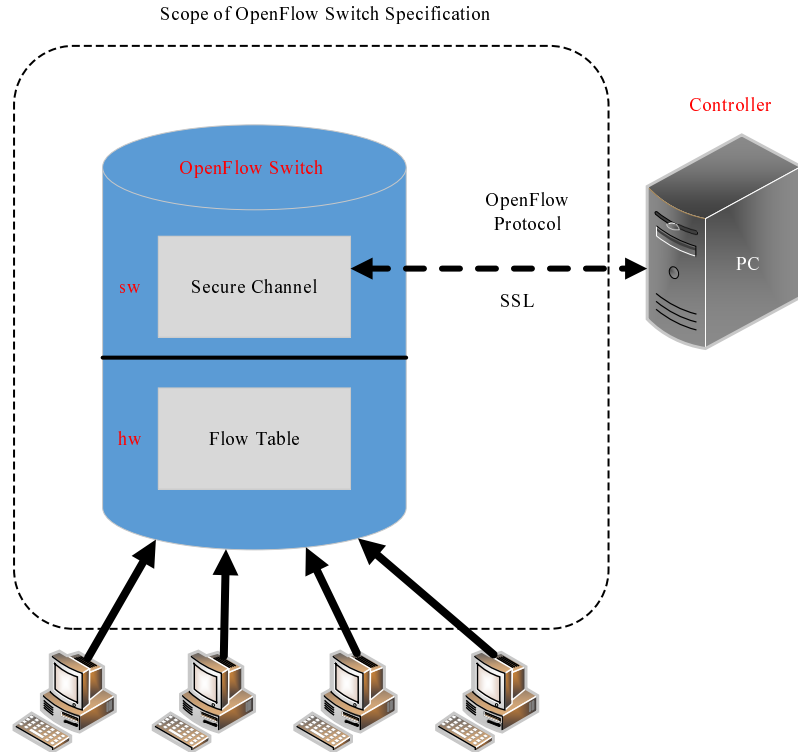 Scope of OpenFlow Switch Specification
Controller
OpenFlow Switch
OpenFlow
Protocol
PC
sw
Secure Channel
SSL
hw
Flow Table